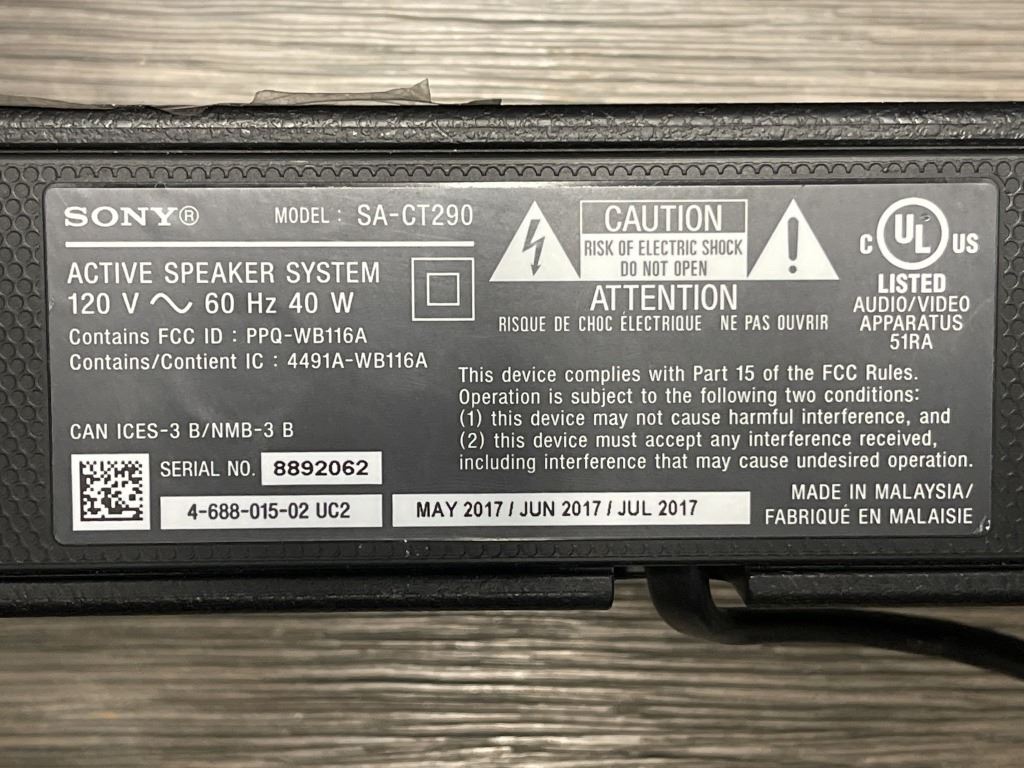 SONY® MODEL : SA-CT290
ACTIVE SPEAKER SYSTEM
120 V ~ 60 Hz 40 W
Contains FCC ID : PPQ-WB116A
Contains/Contient IC : 4491A-WB116A
CAN ICES-3 B/NMB-3 B
SERIAL NO. 8892062
4-688-015-02 UC2
MAY 2017 / JUN 2017 / JUL 2017
CAUTION
RISK OF ELECTRIC SHOCK
DO NOT OPEN
ATTENTION
RISQUE DE CHOC ÉLECTRIQUE NE PAS OUVRIR
C UL US
LISTED
AUDIO/VIDEO
APPARATUS
51RA
This device complies with Part 15 of the FCC Rules.
Operation is subject to the following two conditions:
(1) this device may not cause harmful interference, and
(2) this device must accept any interference received,
including interference that may cause undesired operation.
MADE IN MALAYSIA/
FABRIQUÉ EN MALAISIE